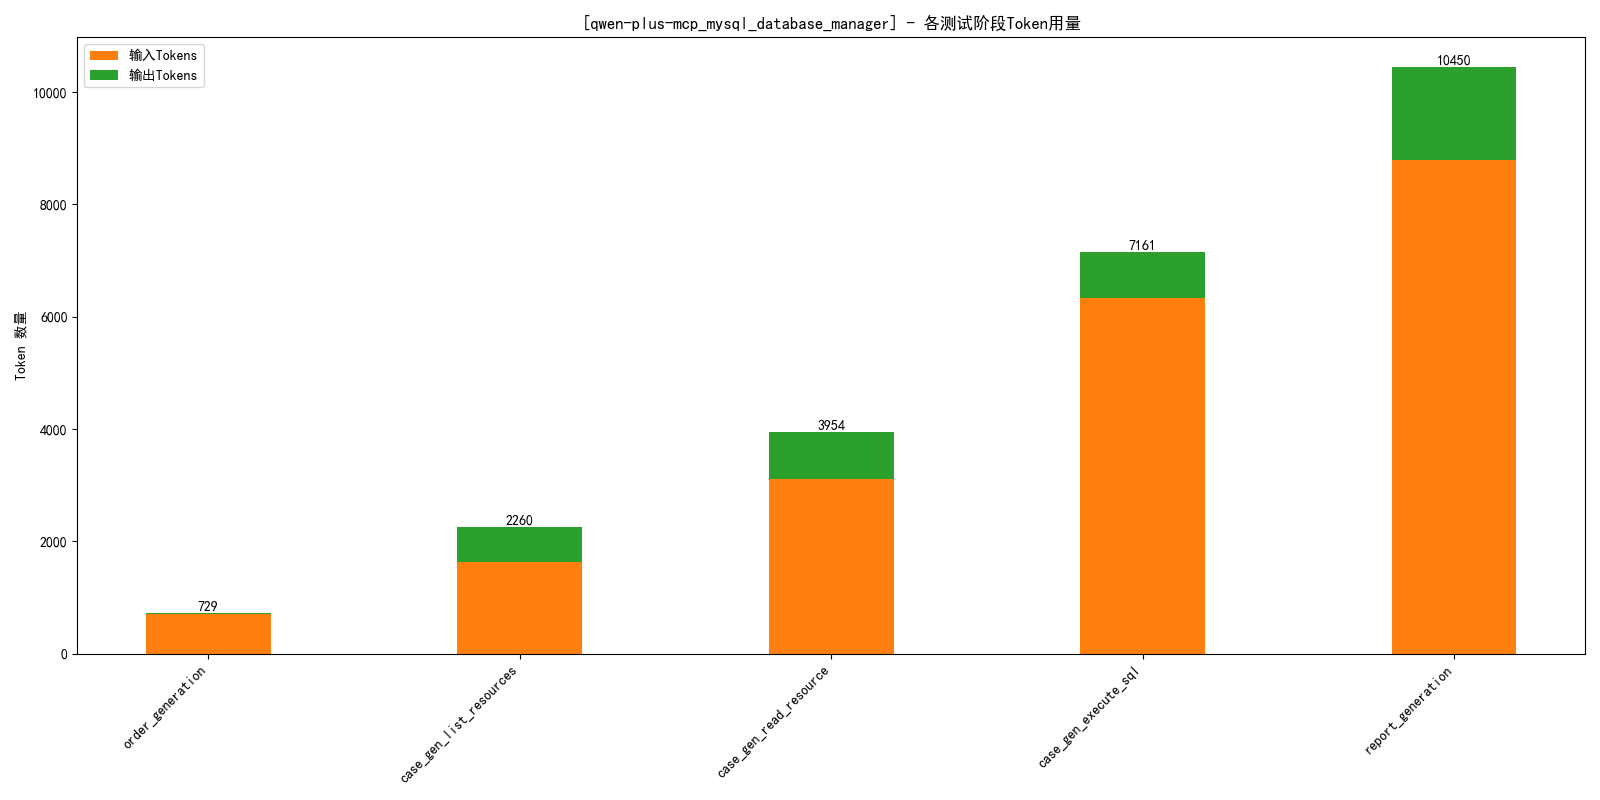 [qwen-plus-mcp_mysql_database_manager] - 各测试阶段Token用量
输入Tokens
输出Tokens
Token 数量
10000
8000
6000
4000
2000
0
729
2260
3954
7161
10450
order_generation
case_gen_list_resources
case_gen_read_resource
case_gen_execute_sql
report_generation